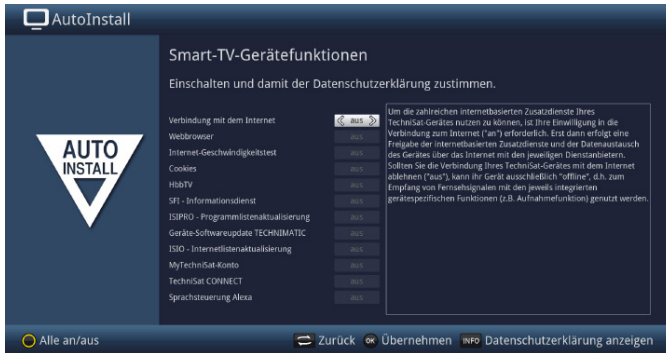 AutoInstall
Smart-TV-Gerätefunktionen
Einschalten und damit der Datenschutzerklärung zustimmen.
AUTO
INSTALL
Verbindung mit dem Internet aus
Webbrowser aus
Internet-Geschwindigkeitstest aus
Cookies aus
HbbTV aus
SFI - Informationsdienst aus
ISIPRO - Programmlistenaktualisierung aus
Geräte-Softwareupdate TECHNIMATIC aus
ISIO - Internetlistenaktualisierung aus
MyTechniSat-Konto aus
TechniSat CONNECT aus
Sprachsteuerung Alexa aus
Um die zahlreichen internetbasierten Zusatzdienste Ihres
TechniSat-Gerätes nutzen zu können, ist Ihre Einwilligung in die
Verbindung zum Internet ("an") erforderlich. Erst dann erfolgt eine
Freigabe der internetbasierten Zusatzdienste und der Datenaustausch
des Gerätes über das Internet mit den jeweiligen Dienstanbietern.
Sollten Sie die Verbindung Ihres TechniSat-Gerätes mit dem Internet
ablehnen ("aus"), kann ihr Gerät ausschließlich "offline", d.h. zum
Empfang von Fernsehsignalen mit den jeweils integrierten
gerätespezifischen Funktionen (z.B. Aufnahmefunktion) genutzt werden.
Alle an/aus
Zurück OK Übernehmen INFO Datenschutzerklärung anzeigen